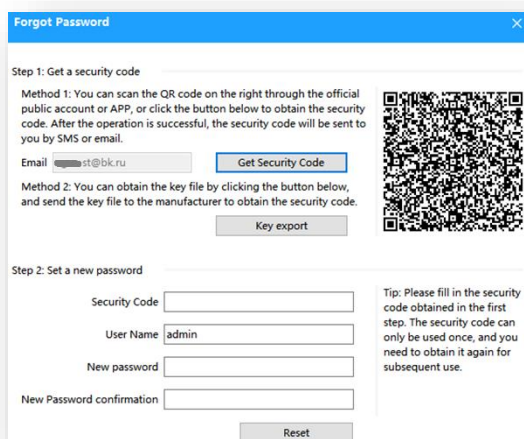 Forgot Password
Step 1: Get a security code
Method 1: You can scan the QR code on the right through the official
public account or APP, or click the button below to obtain the security
code. After the operation is successful, the security code will be sent to
you by SMS or email.
Email st@bk.ru Get Security Code
Method 2: You can obtain the key file by clicking the button below,
and send the key file to the manufacturer to obtain the security code.
Key export
Step 2: Set a new password
Security Code
User Name admin
New password
New Password confirmation
Reset
Tip: Please fill in the security
code obtained in the first
step. The security code can
only be used once, and you
need to obtain it again for
subsequent use.